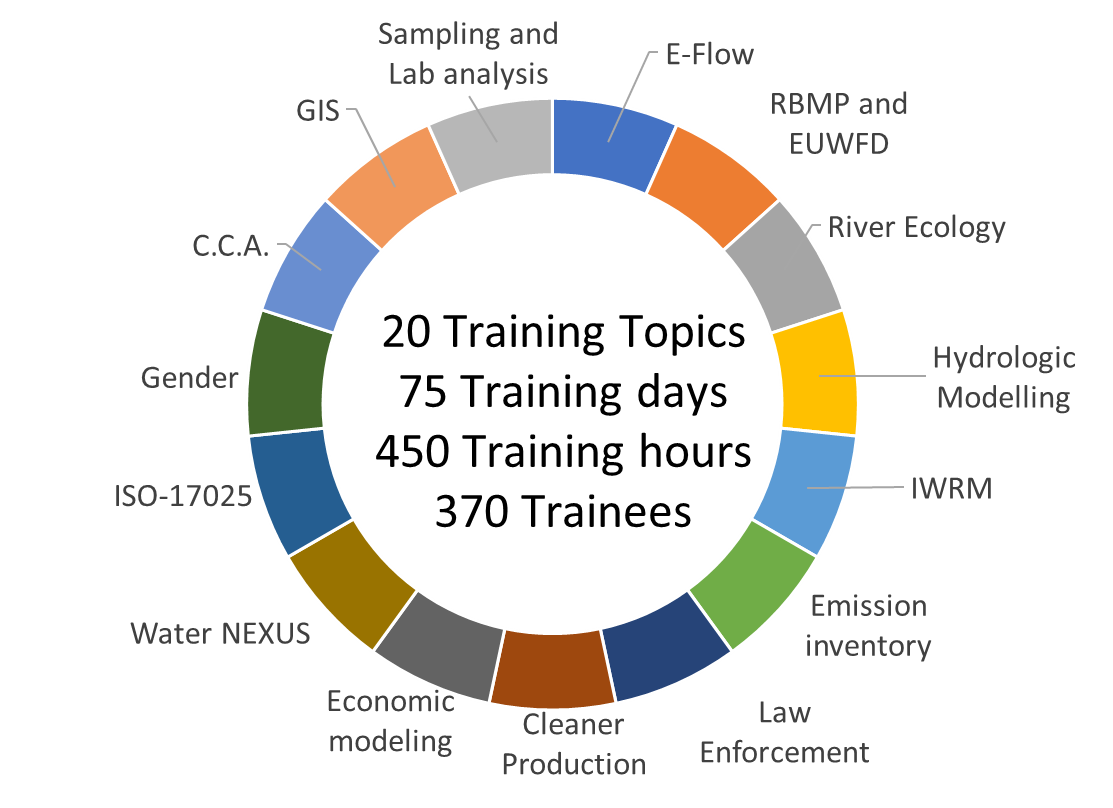 Sampling and
Lab analysis
E-Flow
RBMP and
EUWFD
River Ecology
Hydrologic
Modelling
IWRM
Emission
inventory
Law
Enforcement
Cleaner
Production
Economic
modeling
Water NEXUS
ISO-17025
Gender
C.C.A.
GIS
20 Training Topics
75 Training days
450 Training hours
370 Trainees